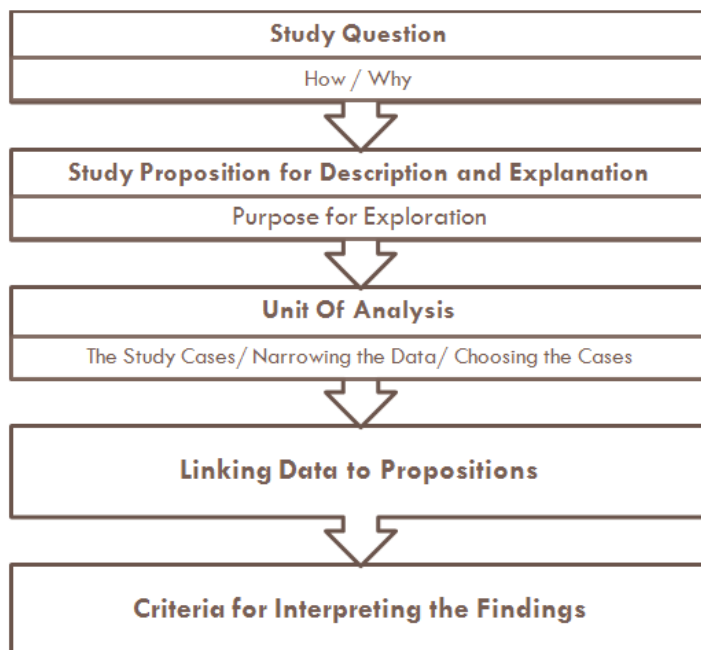 Study Question
How / Why
Study Proposition for Description and Explanation
Purpose for Exploration
Unit Of Analysis
The Study Cases/ Narrowing the Data/ Choosing the Cases
Linking Data to Propositions
Criteria for Interpreting the Findings